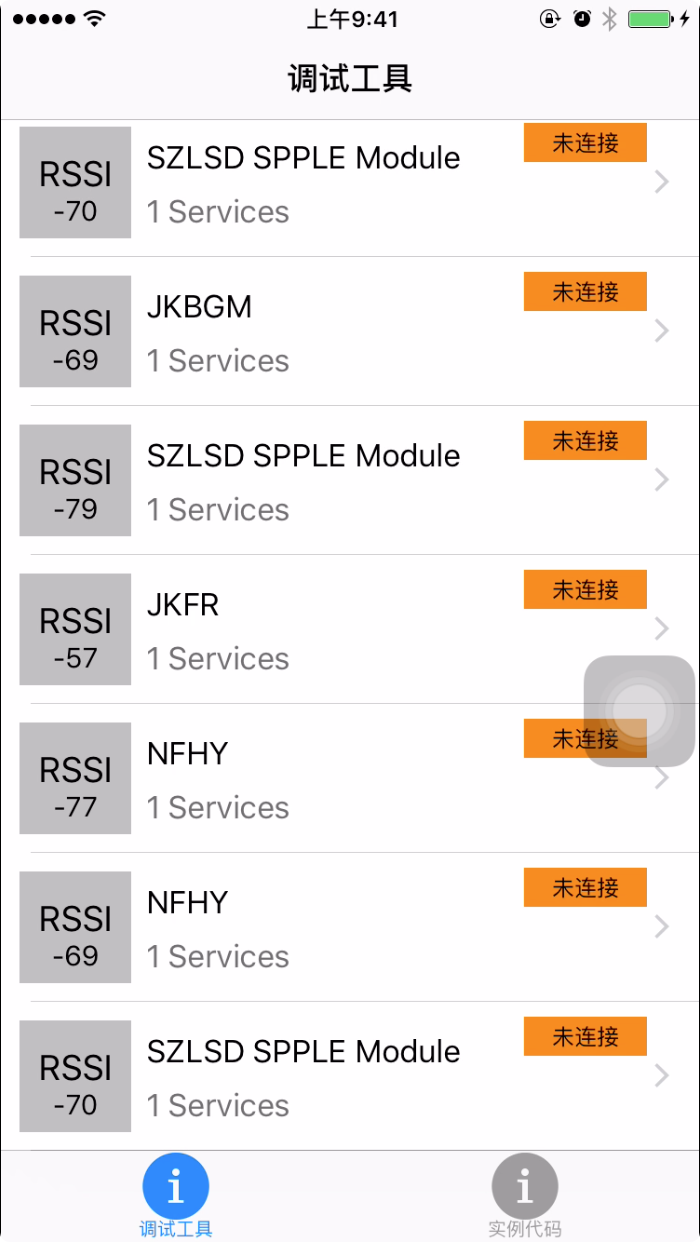 上午9:41
调试工具
RSSI
-70
SZLSD SPPLE Module
1 Services
未连接
RSSI
-69
JKBGM
1 Services
未连接
RSSI
-79
SZLSD SPPLE Module
1 Services
未连接
RSSI
-57
JKFR
1 Services
未连接
RSSI
-77
NFHY
1 Services
未连接
RSSI
-69
NFHY
1 Services
未连接
RSSI
-70
SZLSD SPPLE Module
1 Services
未连接
调试工具
实例代码